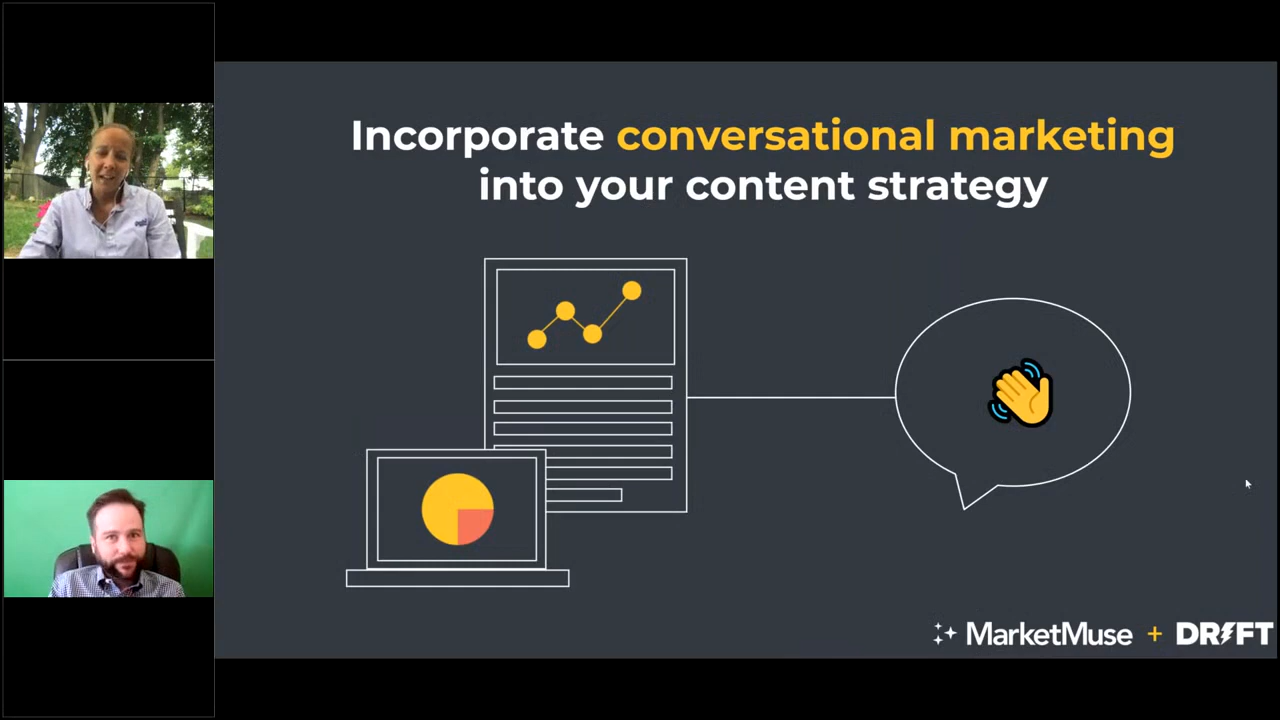 Incorporate conversational marketing
into your content strategy
MarketMuse + DRIFT